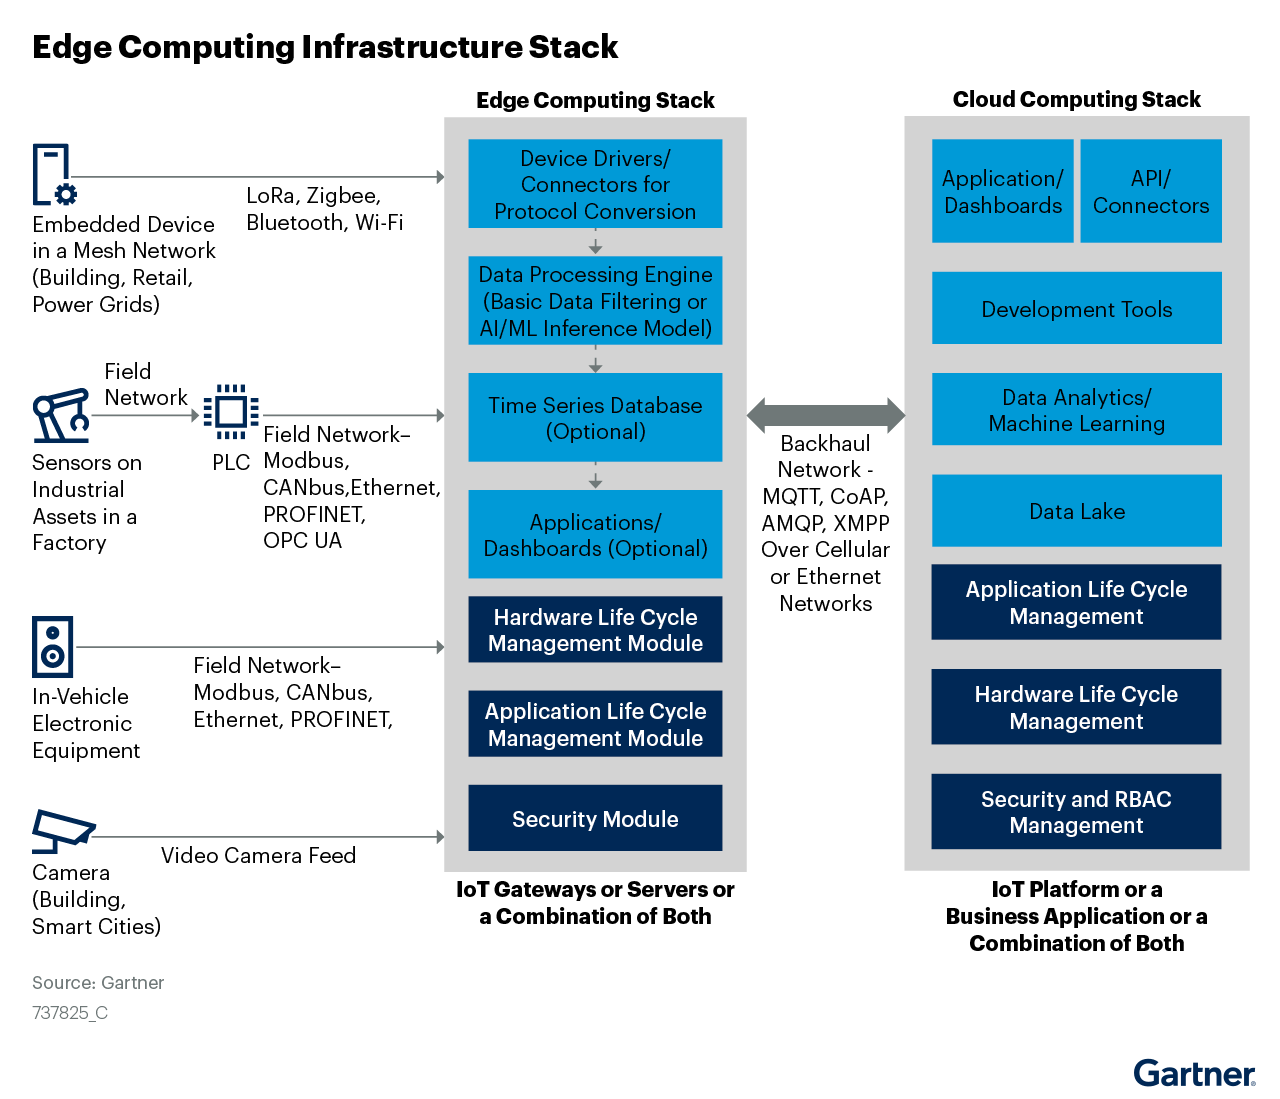 Edge Computing Infrastructure Stack
Edge Computing Stack
Cloud Computing Stack
Embedded Device
in a Mesh Network
(Building, Retail,
Power Grids)
LoRa, Zigbee,
Bluetooth, Wi-Fi
Field
Network
Sensors on
Industrial
Assets in a
Factory
PLC
Field Network–
Modbus,
CANbus,Ethernet,
PROFINET,
OPC UA
In-Vehicle
Electronic
Equipment
Field Network–
Modbus, CANbus,
Ethernet, PROFINET,
Camera
(Building,
Smart Cities)
Video Camera Feed
Device Drivers/
Connectors for
Protocol Conversion
Data Processing Engine
(Basic Data Filtering or
AI/ML Inference Model)
Time Series Database
(Optional)
Applications/
Dashboards (Optional)
Hardware Life Cycle
Management Module
Application Life Cycle
Management Module
Security Module
IoT Gateways or Servers or
a Combination of Both
Backhaul
Network -
MQTT, CoAP,
AMQP, XMPP
Over Cellular
or Ethernet
Networks
Application/
Dashboards
API/
Connectors
Development Tools
Data Analytics/
Machine Learning
Data Lake
Application Life Cycle
Management
Hardware Life Cycle
Management
Security and RBAC
Management
IoT Platform or a
Business Application or a
Combination of Both
Source: Gartner
737825_C
Gartner®